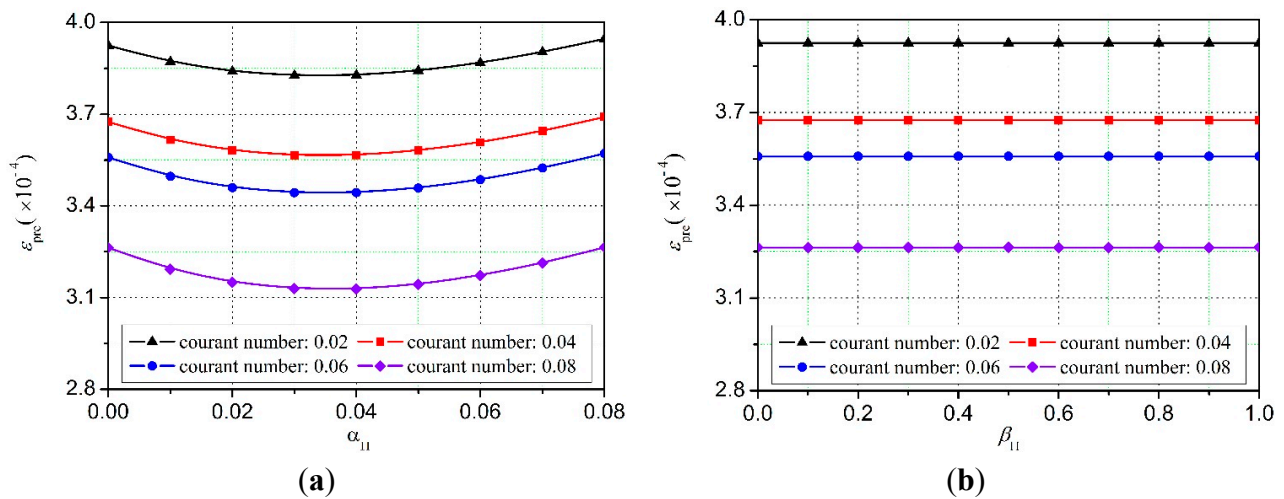 4.0
3.7
3.4
3.1
2.8
ε_prc (×10⁻⁴)
courant number: 0.02 courant number: 0.04
courant number: 0.06 courant number: 0.08
0.00 0.02 0.04 0.06 0.08
α_H
(a)
4.0
3.7
3.4
3.1
2.8
ε_prc (×10⁻⁴)
courant number: 0.02 courant number: 0.04
courant number: 0.06 courant number: 0.08
0.0 0.2 0.4 0.6 0.8 1.0
β_H
(b)